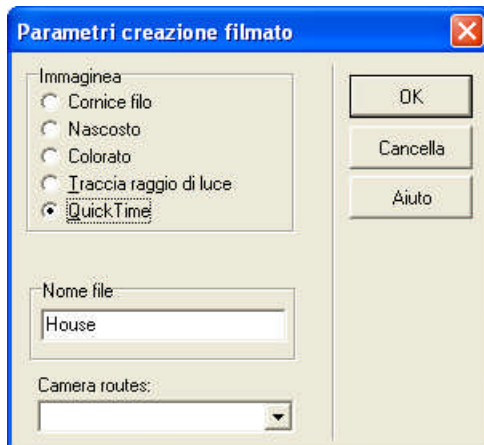 Parametri creazione filmato
Immaginea
Cornice filo
Nascosto
Colorato
Traccia raggio di luce
QuickTime
OK
Cancella
Aiuto
Nome file
House
Camera routes: